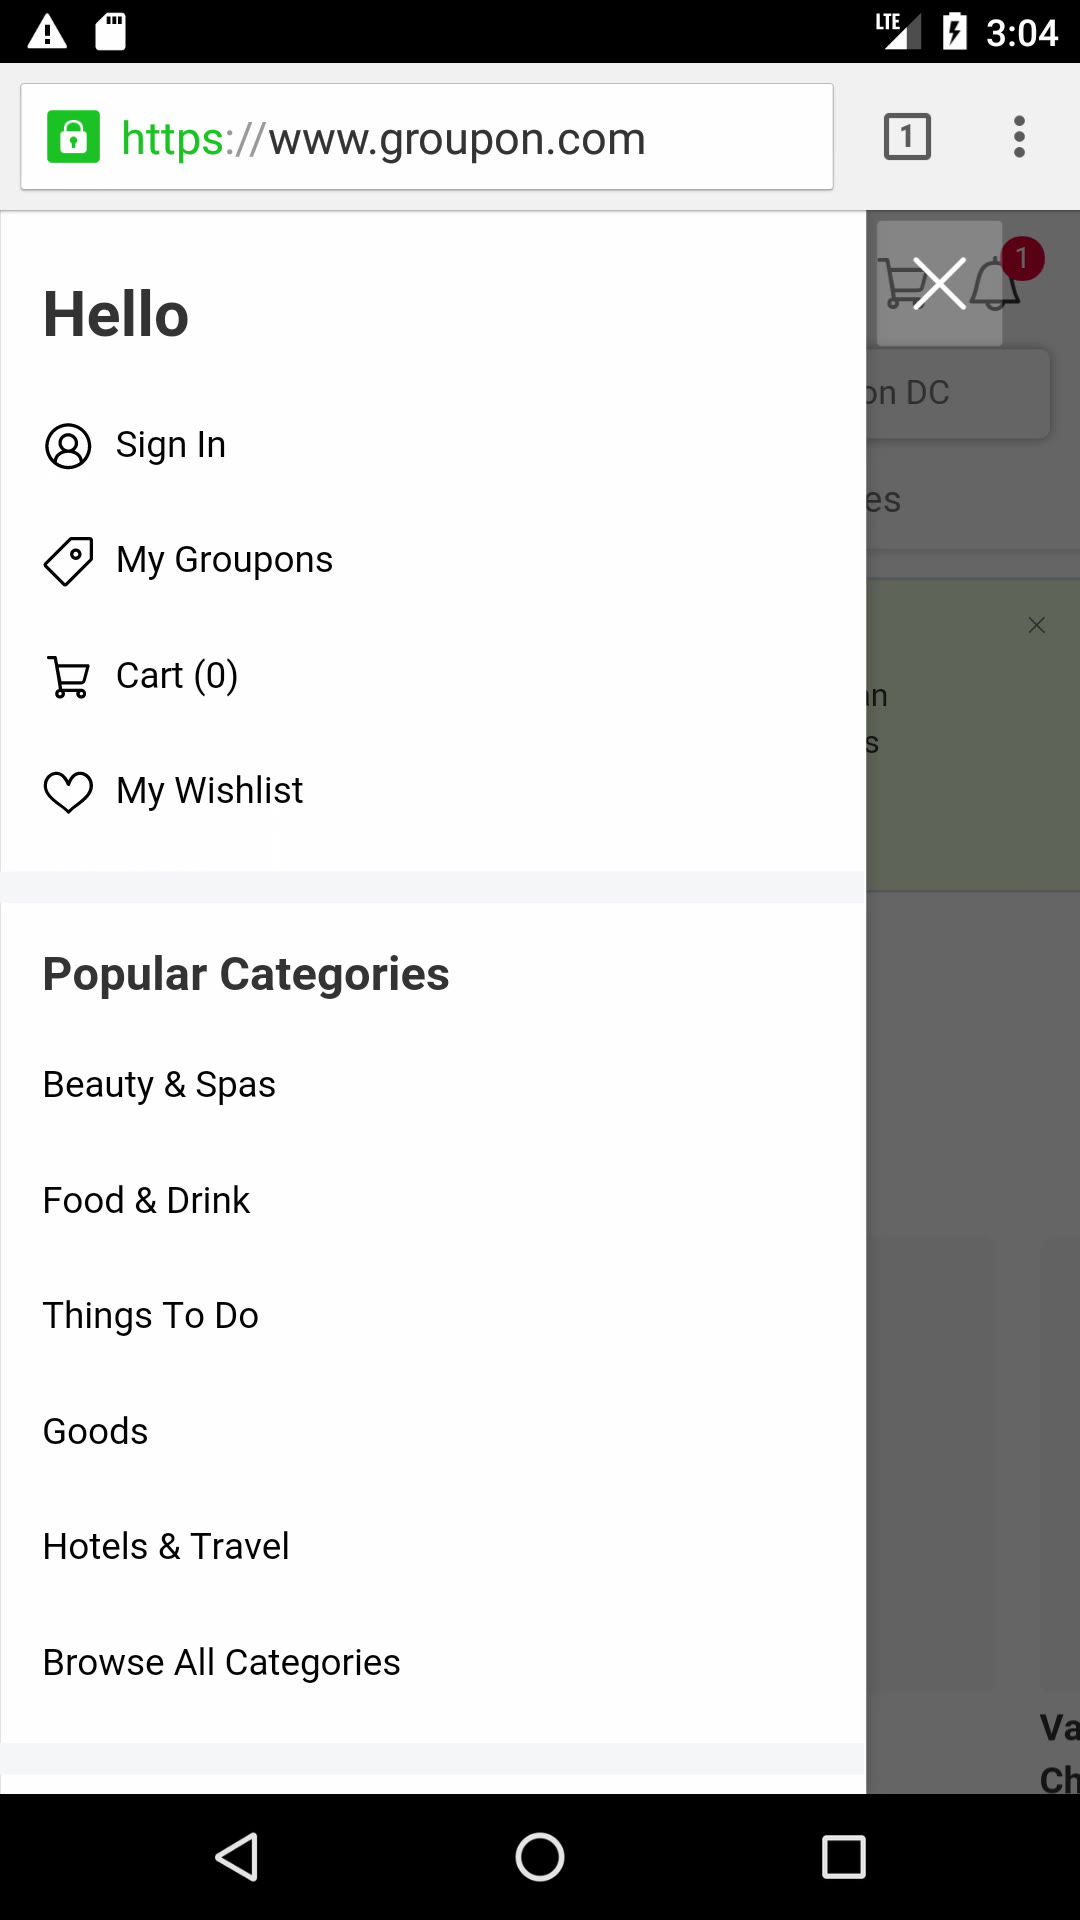 LTE 3:04
https://www.groupon.com 1
1
Hello
on DC
Sign In
es
My Groupons
Cart (0)
an
s
My Wishlist
Popular Categories
Beauty & Spas
Food & Drink
Things To Do
Goods
Hotels & Travel
Browse All Categories
Va
Ch